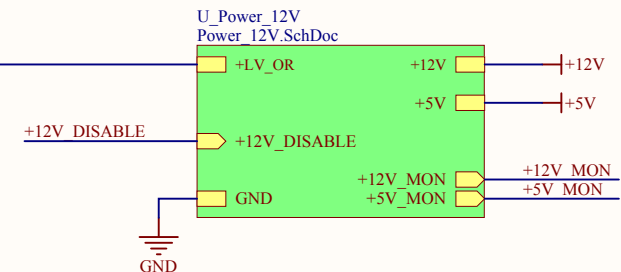 U_Power_12V
Power_12V.SchDoc
+LV_OR
+12V
+12V
+5V
+5V
+12V_DISABLE
+12V_DISABLE
+12V_MON
+12V_MON
GND
+5V_MON
+5V_MON
GND